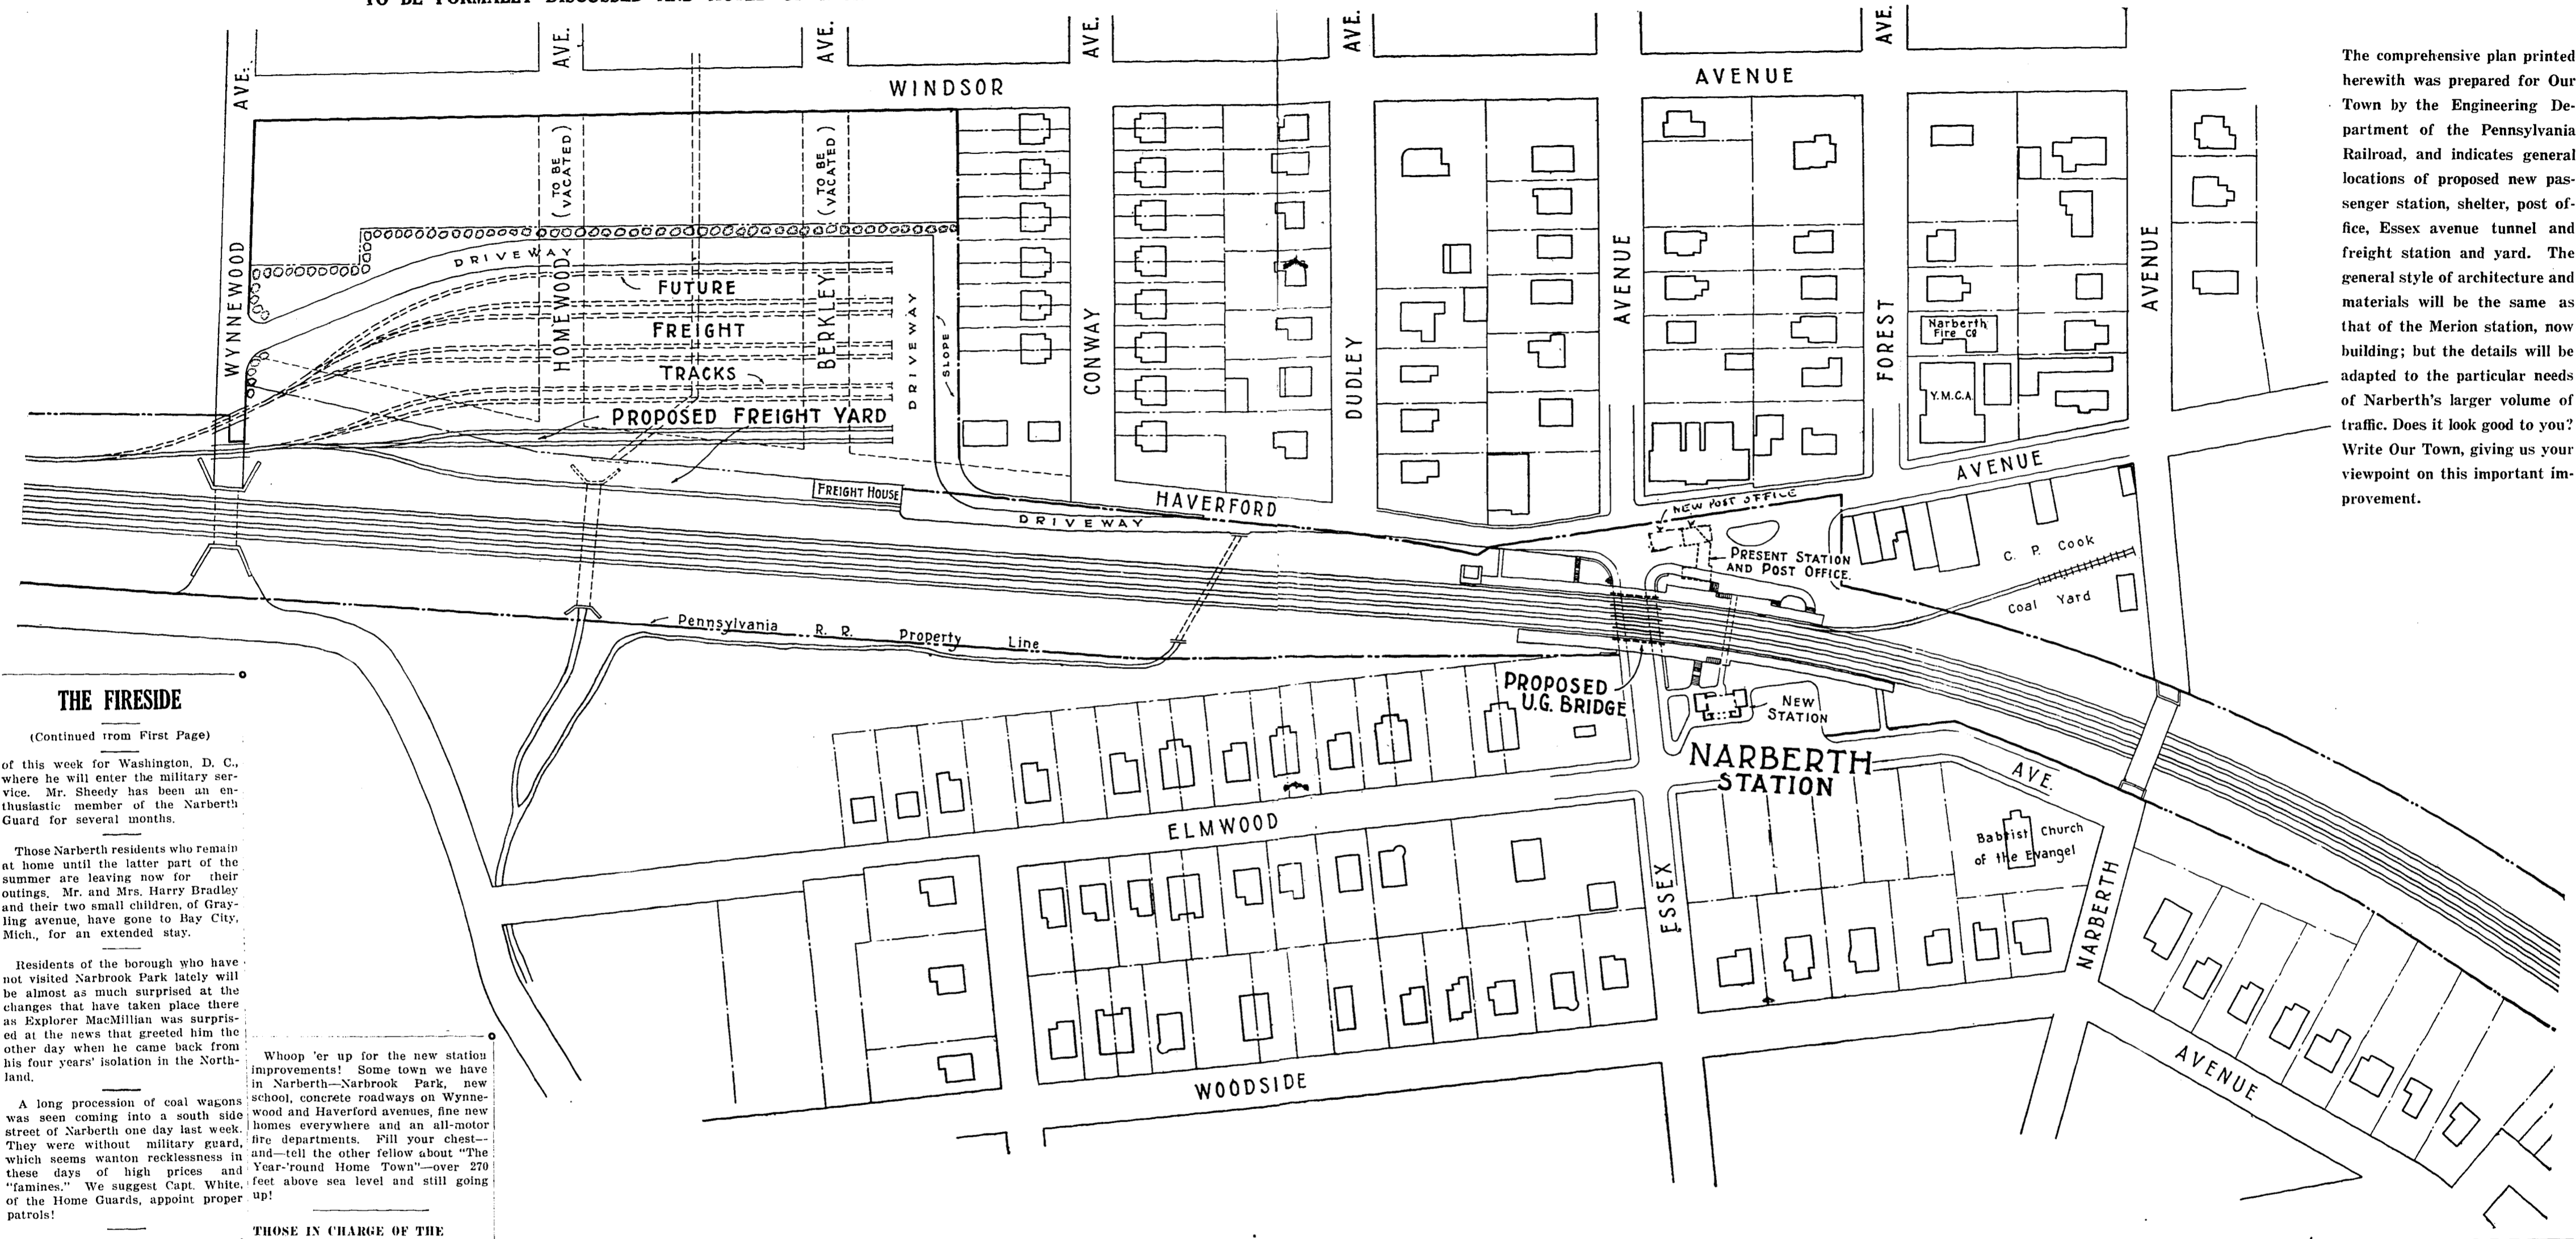 AVE.
AVE.
AVE.
AVE.
AVE.
AVE.
WINDSOR
AVENUE
(TO BE
VACATED)
(TO BE
VACATED)
WYNNEWOOD
DRIVEWAY
HOMEWOOD
BERKLEY
FUTURE
FREIGHT
TRACKS
PROPOSED FREIGHT YARD
DRIVEWAY
SLOPE
CONWAY
DUDLEY
AVENUE
FOREST
AVENUE
Narberth
Fire Co
Y.M.C.A.
AVENUE
FREIGHT HOUSE
HAVERFORD
DRIVEWAY
NEW POST OFFICE
PRESENT STATION
AND POST OFFICE.
C. P. Cook
Coal Yard
Pennsylvania R. R. Property Line
PROPOSED
U.G. BRIDGE
NEW
STATION
NARBERTH
STATION
AVE.
ELMWOOD
Babtist Church
of the Evangel
ESSEX
NARBERTH
WOODSIDE
AVENUE
The comprehensive plan printed
herewith was prepared for Our
Town by the Engineering De-
partment of the Pennsylvania
Railroad, and indicates general
locations of proposed new pas-
senger station, shelter, post of-
fice, Essex avenue tunnel and
freight station and yard. The
general style of architecture and
materials will be the same as
that of the Merion station, now
building; but the details will be
adapted to the particular needs
of Narberth's larger volume of
traffic. Does it look good to you?
Write Our Town, giving us your
viewpoint on this important im-
provement.
THE FIRESIDE
(Continued from First Page)
of this week for Washington, D. C.,
where he will enter the military ser-
vice. Mr. Sheedy has been an en-
thusiastic member of the Narberth
Guard for several months.
Those Narberth residents who remain
at home until the latter part of the
summer are leaving now for their
outings. Mr. and Mrs. Harry Bradley
and their two small children, of Gray-
ling avenue, have gone to Bay City,
Mich., for an extended stay.
Residents of the borough who have
not visited Narbrook Park lately will
be almost as much surprised at the
changes that have taken place there
as Explorer MacMillian was surpris-
ed at the news that greeted him the
other day when he came back from
his four years' isolation in the North-
land.
A long procession of coal wagons
was seen coming into a south side
street of Narberth one day last week.
They were without military guard,
which seems wanton recklessness in
these days of high prices and
"famines." We suggest Capt. White,
of the Home Guards, appoint proper
patrols!
Whoop 'er up for the new station
improvements! Some town we have
in Narberth—Narbrook Park, new
school, concrete roadways on Wynne-
wood and Haverford avenues, fine new
homes everywhere and an all-motor
fire departments. Fill your chest--
and—tell the other fellow about "The
Year-'round Home Town"—over 270
feet above sea level and still going
up!
THOSE IN CHARGE OF THE